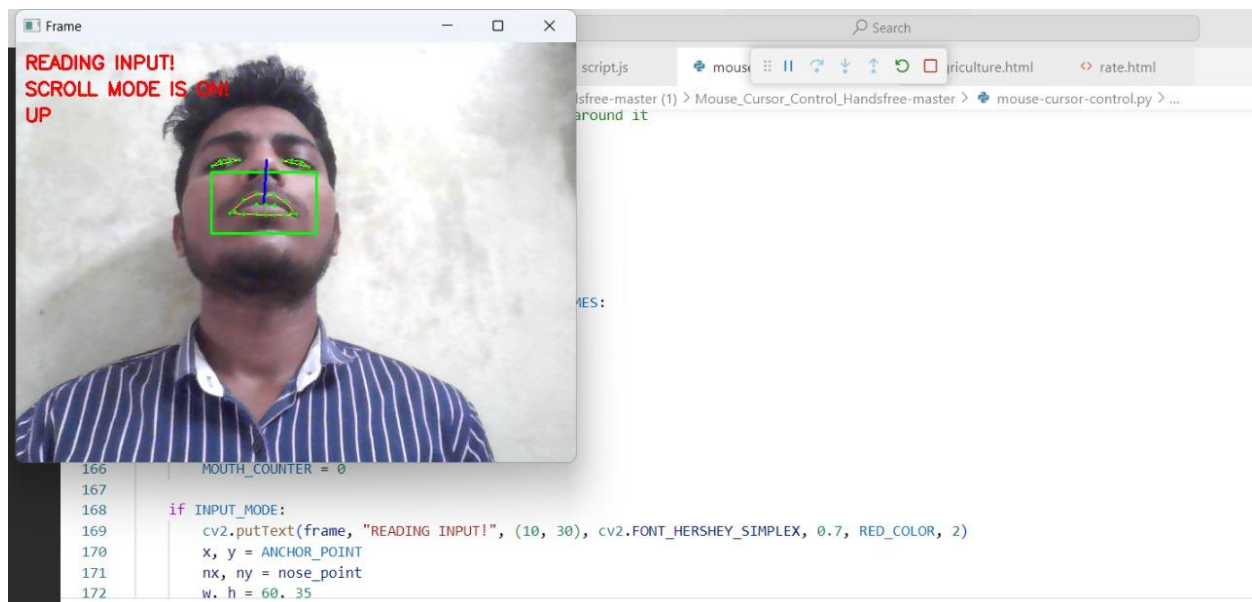 Frame
READING INPUT!
SCROLL MODE IS ON!
UP
Search
script.js
mouse
riculture.html
rate.html
sfree-master (1) > Mouse_Cursor_Control_Handsfree-master > mouse-cursor-control.py > ...
around it
MES:
166 MOUTH_COUNTER = 0
167
168 if INPUT_MODE:
169 cv2.putText(frame, "READING INPUT!", (10, 30), cv2.FONT_HERSHEY_SIMPLEX, 0.7, RED_COLOR, 2)
170 x, y = ANCHOR_POINT
171 nx, ny = nose_point
172 w, h = 60, 35